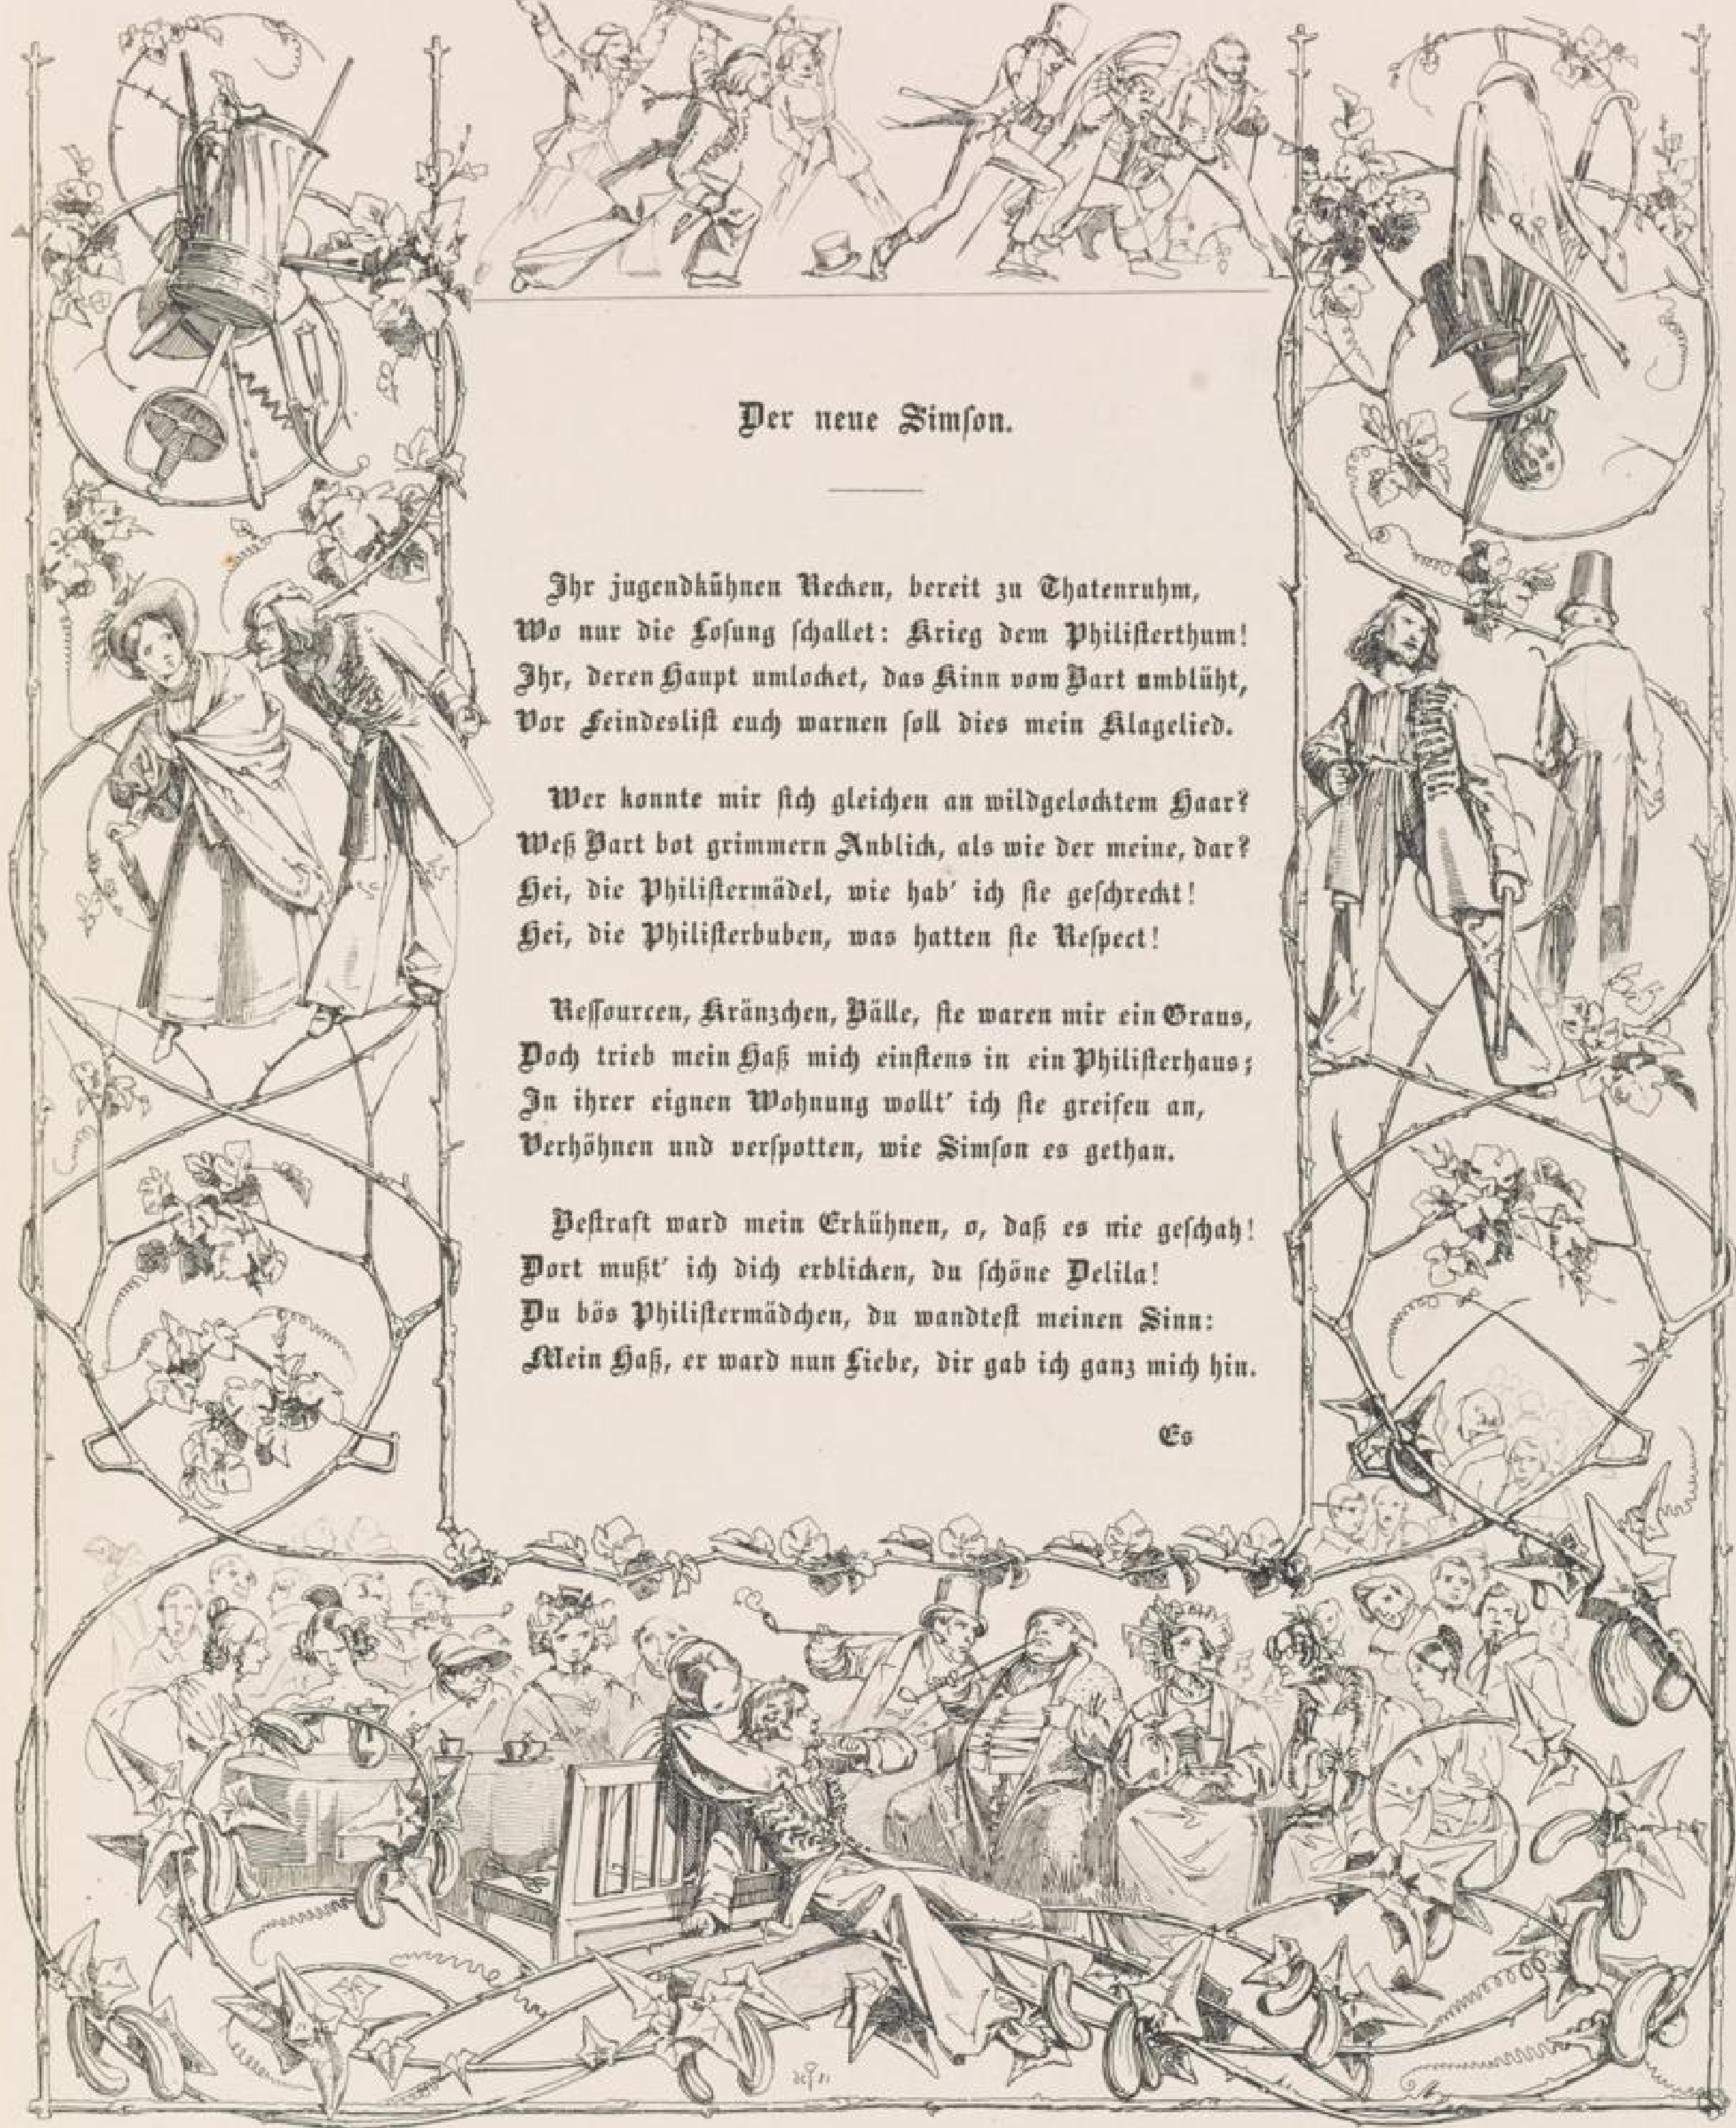 Der neue Simson.
Ihr jugendkühnen Recken, bereit zu Thatenruhm,
Wo nur die Losung schallet: Krieg dem Philisterthum!
Ihr, deren Haupt umlocket, das Kinn vom Bart umblüht,
Vor Feindeslist euch warnen soll dies mein Klagelied.
Wer konnte mir sich gleichen an wildgelocktem Haar?
Weß Bart bot grimmern Anblick, als wie der meine, dar?
Hei, die Philistermädel, wie hab' ich sie geschreckt!
Hei, die Philisterbuben, was hatten sie Respect!
Ressourcen, Kränzchen, Bälle, sie waren mir ein Graus,
Doch trieb mein Haß mich einstens in ein Philisterhaus;
In ihrer eignen Wohnung wollt' ich sie greifen an,
Verhöhnen und verspotten, wie Simson es gethan.
Bestraft ward mein Erkühnen, o, daß es nie geschah!
Dort mußt' ich dich erblicken, du schöne Delila!
Du bös Philistermädchen, du wandtest meinen Sinn:
Mein Haß, er ward nun Liebe, dir gab ich ganz mich hin.
Es